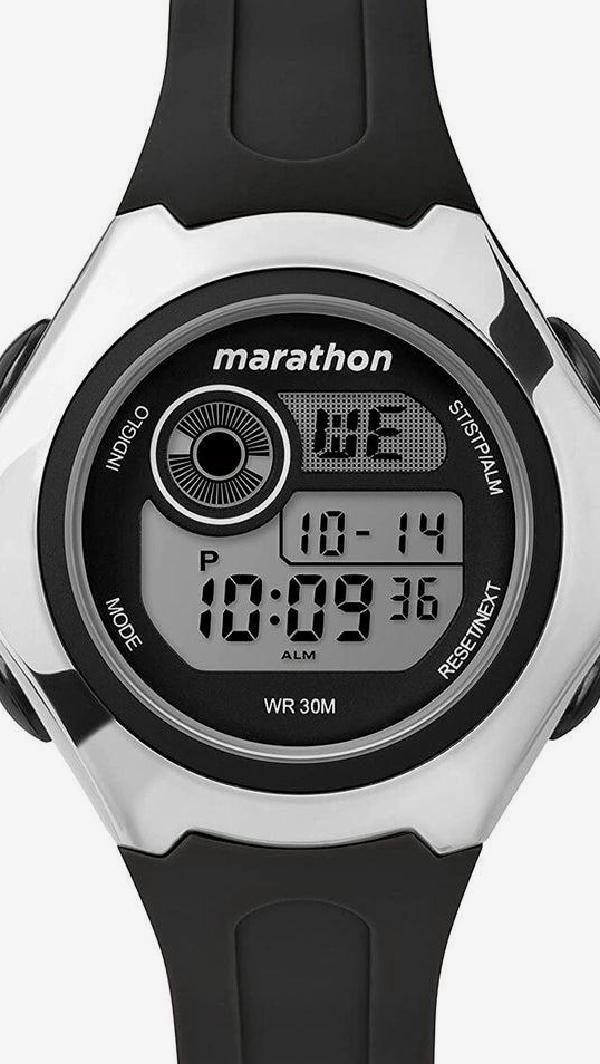 marathon
INDIGLO
ST/STP/ALM
WE
10-14
P
10:09 36
ALM
MODE
RESET/NEXT
WR 30M